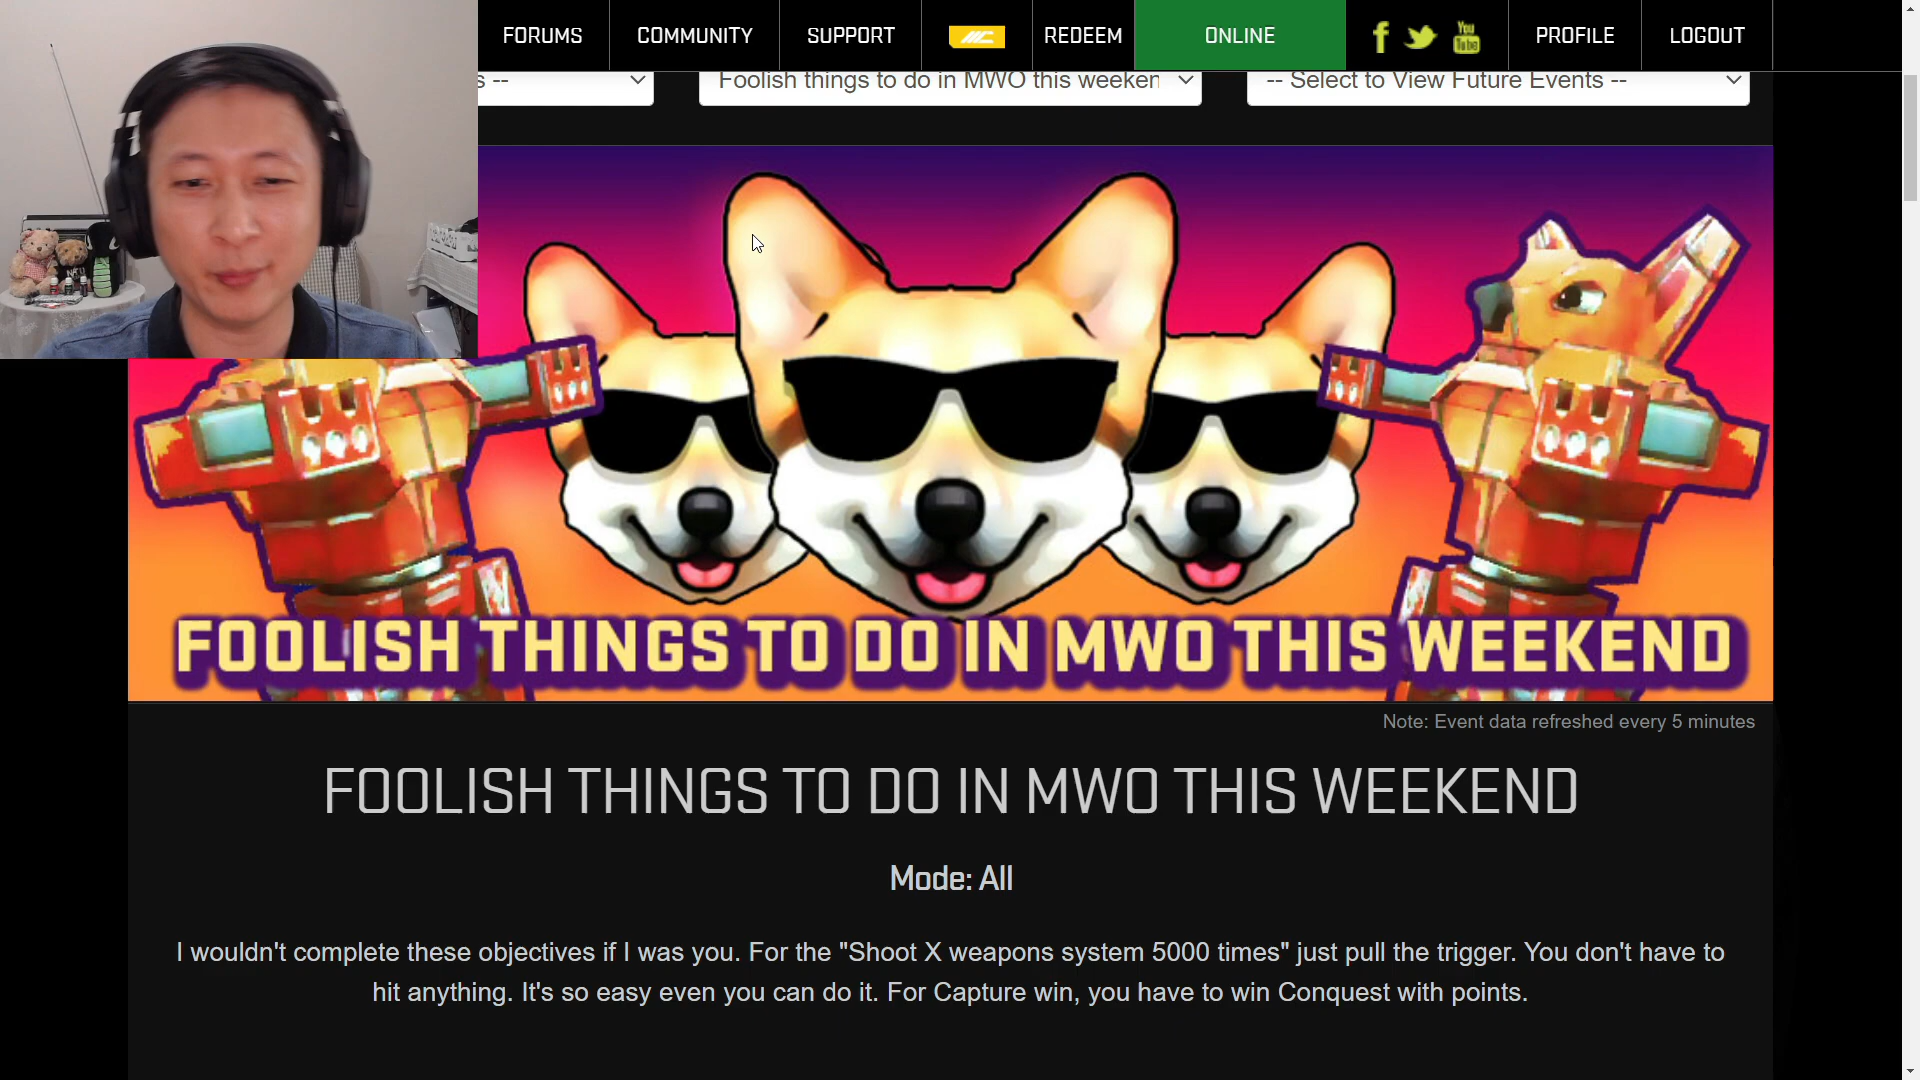 FORUMS COMMUNITY SUPPORT MC REDEEM ONLINE f You Tube PROFILE LOGOUT
s -- Foolish things to do in MWO this weeken -- Select to View Future Events --
FOOLISH THINGS TO DO IN MWO THIS WEEKEND
Note: Event data refreshed every 5 minutes
FOOLISH THINGS TO DO IN MWO THIS WEEKEND
Mode: All
I wouldn't complete these objectives if I was you. For the "Shoot X weapons system 5000 times" just pull the trigger. You don't have to
hit anything. It's so easy even you can do it. For Capture win, you have to win Conquest with points.